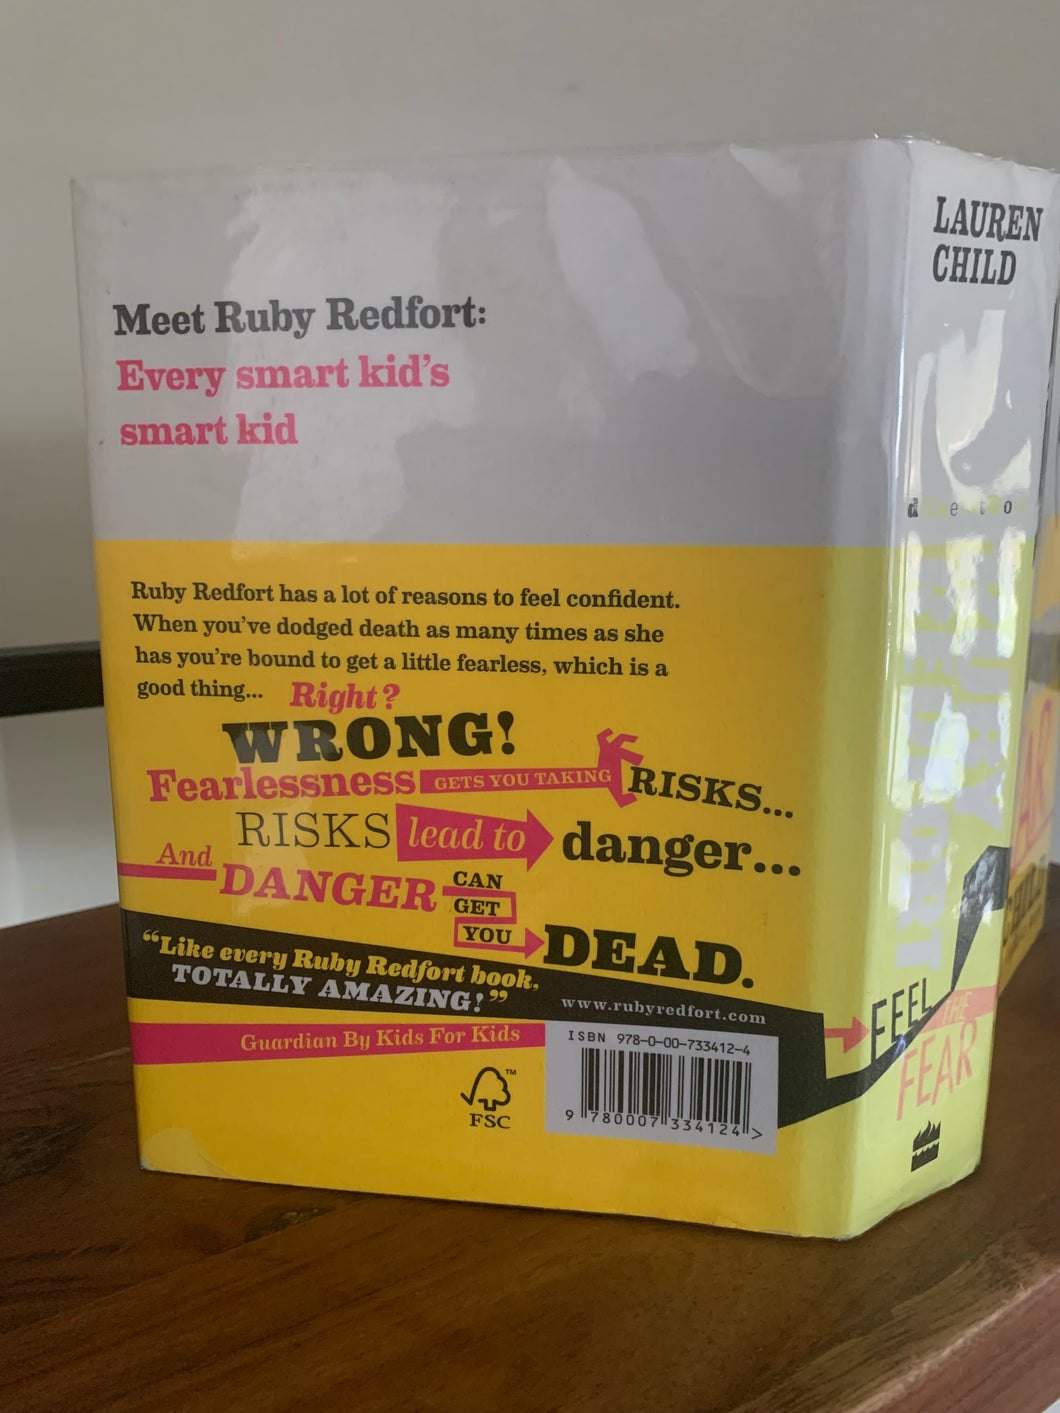 Meet Ruby Redfort:
Every smart kid's
smart kid
Ruby Redfort has a lot of reasons to feel confident.
When you've dodged death as many times as she
has you're bound to get a little fearless, which is a
good thing... Right?
WRONG!
Fearlessness GETS YOU TAKING RISKS...
RISKS lead to danger...
And DANGER CAN
GET
YOU DEAD.
"Like every Ruby Redfort book,
TOTALLY AMAZING!"
www.rubyredfort.com
Guardian By Kids For Kids
ISBN 978-0-00-733412-4
9 780007 334124 >
™
FSC
LAUREN
CHILD
RUBY
REDFORT
FEEL
THE
FEAR